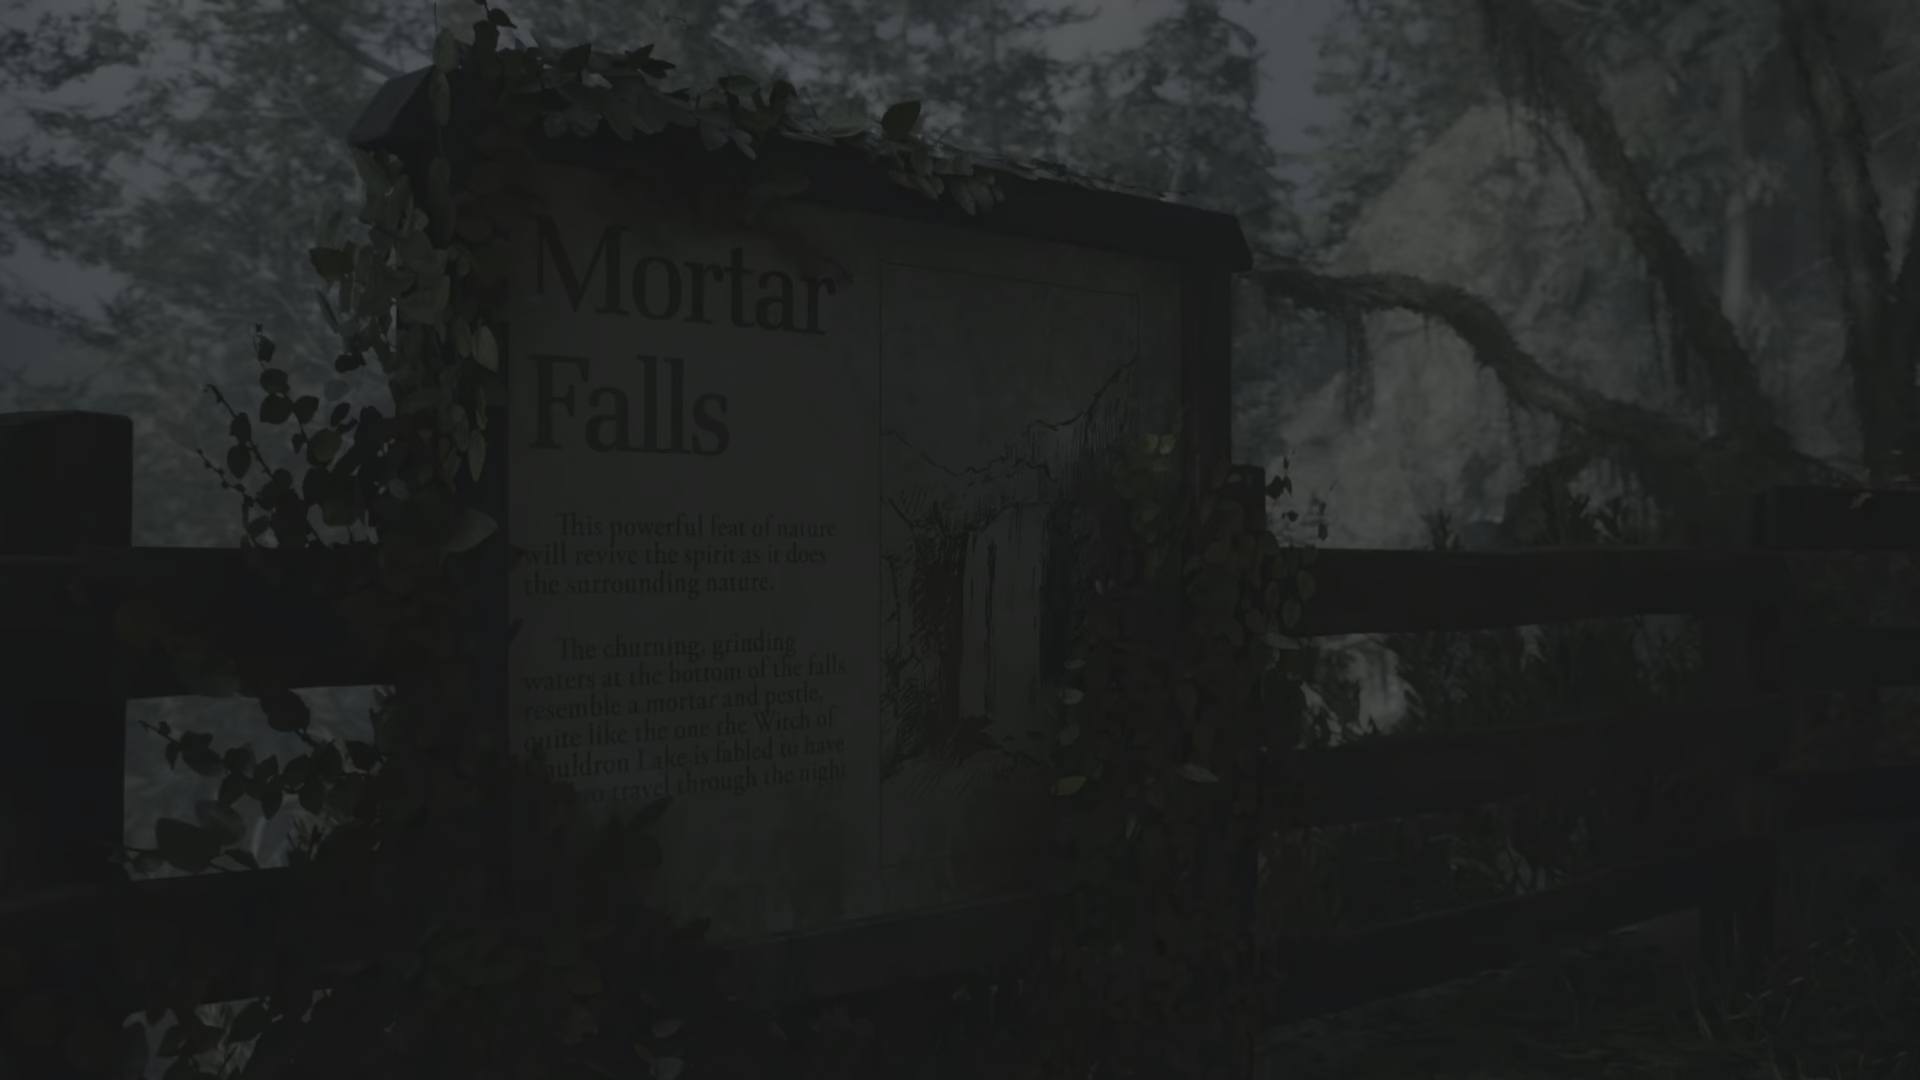 Mortar
Falls
This powerful feat of nature
will revive the spirit as it does
the surrounding nature.
The churning, grinding
waters at the bottom of the falls
resemble a mortar and pestle,
quite like the one the Witch of
Cauldron Lake is fabled to have
travel through the night